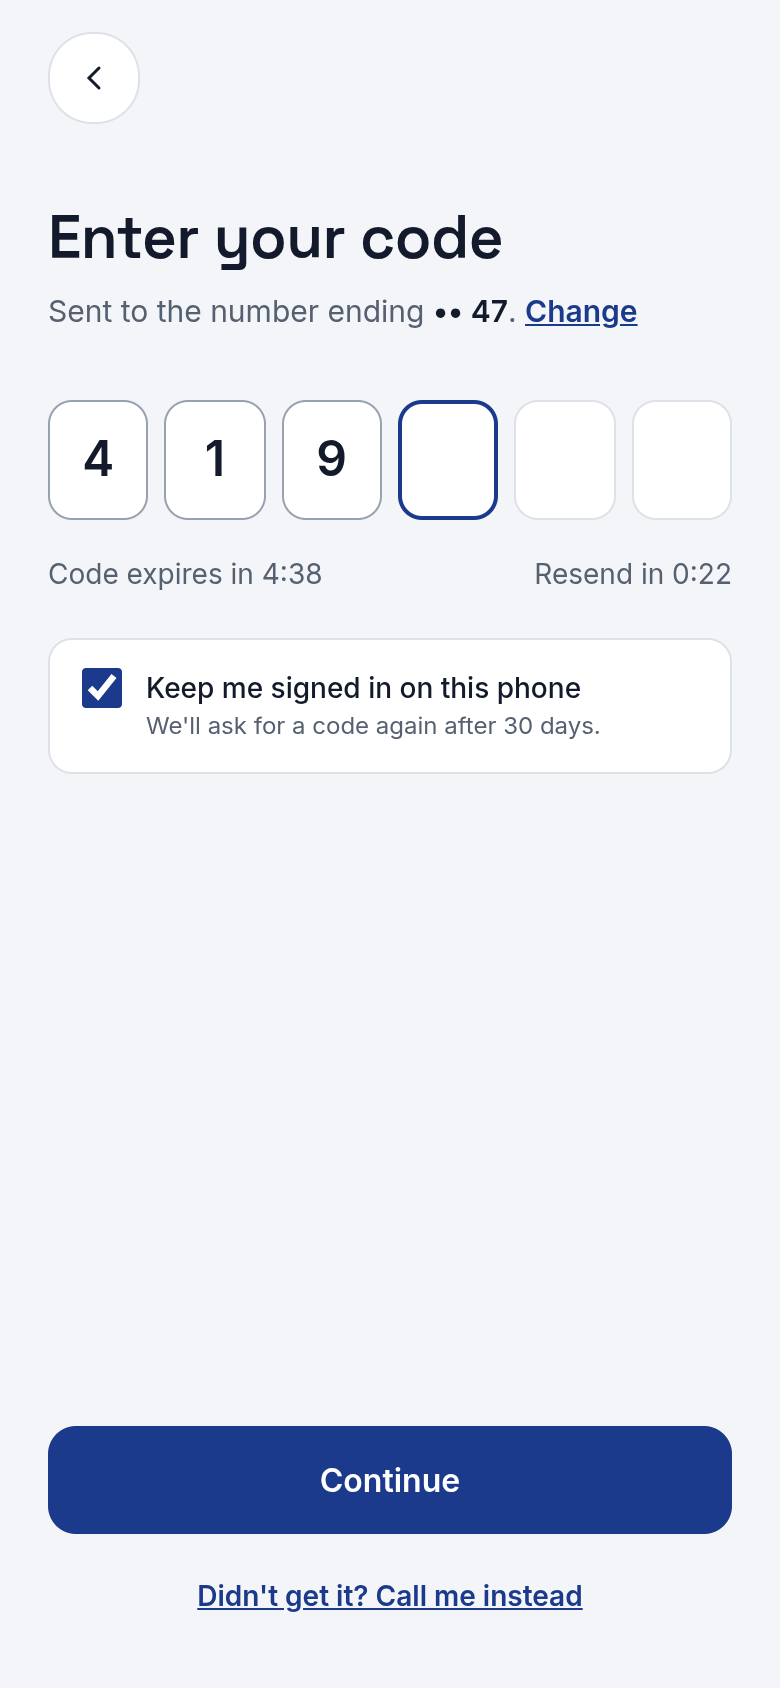 Enter your code
Sent to the number ending •• 47. Change
4 1 9
Code expires in 4:38 Resend in 0:22
Keep me signed in on this phone
We'll ask for a code again after 30 days.
Continue
Didn't get it? Call me instead